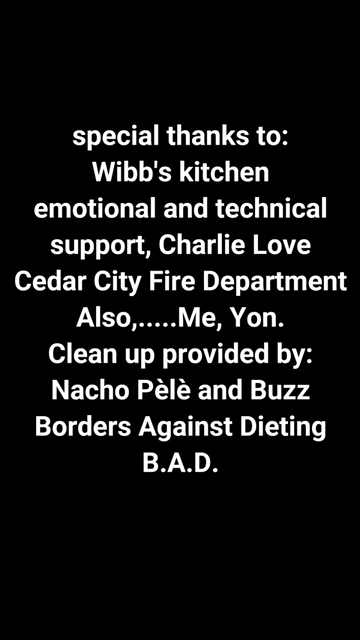 special thanks to:
Wibb's kitchen
emotional and technical
support, Charlie Love
Cedar City Fire Department
Also,.....Me, Yon.
Clean up provided by:
Nacho Pèlè and Buzz
Borders Against Dieting
B.A.D.